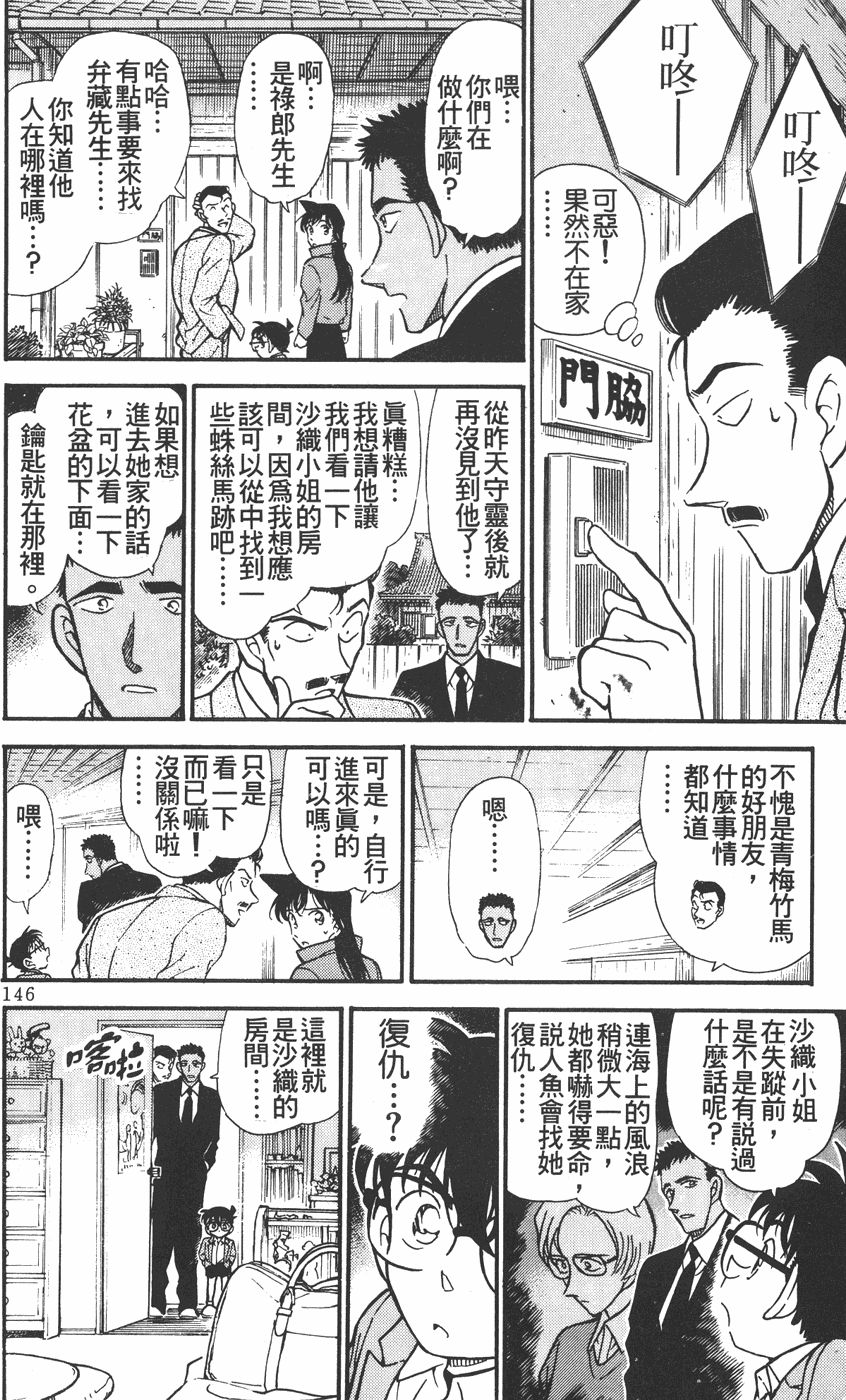 叮咚—
叮咚—
可惡!
果然不在家
……
脇
門
喂…
你們在
做什麼啊?
啊…
是祿郎先生
……
哈哈…
有點事要來找
弁藏先生……
你知道他
人在哪裡嗎…?
從昨天守靈後就
再沒見到他了…
眞糟糕…
我想請他讓
我們看一下
沙織小姐的房
間,因爲我想應
該可以從中找到一
些蛛絲馬跡吧……
如果想
進去她家的話
,可以看一下
花盆的下面…
鑰匙就在那裡。
不愧是青梅竹馬
的好朋友,
什麼事情
都知道
……
嗯……
可是,自行
進來眞的
可以嗎…?
只是
看一下
而已嘛!
沒關係啦
喂……
沙織小姐
在失蹤前,
是不是有說過
什麼話呢?
連海上的風浪
稍微大一點,
她都嚇得要命,
說人魚會找她
復仇…
復仇…?
這裡就
是沙織的
房間……
喀啦
146